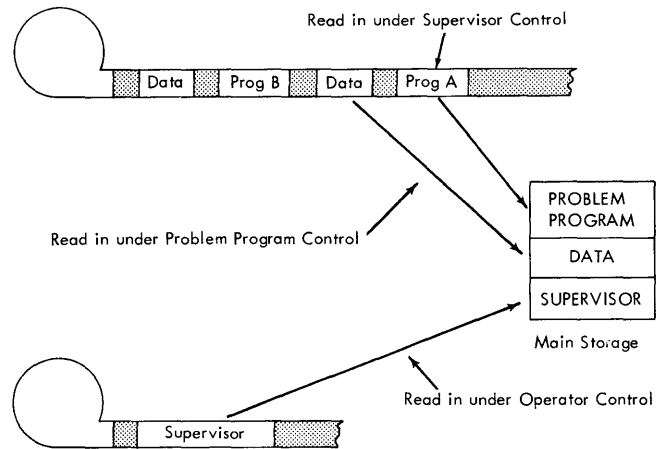 Read in under Supervisor Control
Data
Prog B
Data
Prog A
PROBLEM
PROGRAM
Read in under Problem Program Control
DATA
SUPERVISOR
Main Storage
Read in under Operator Control
Supervisor